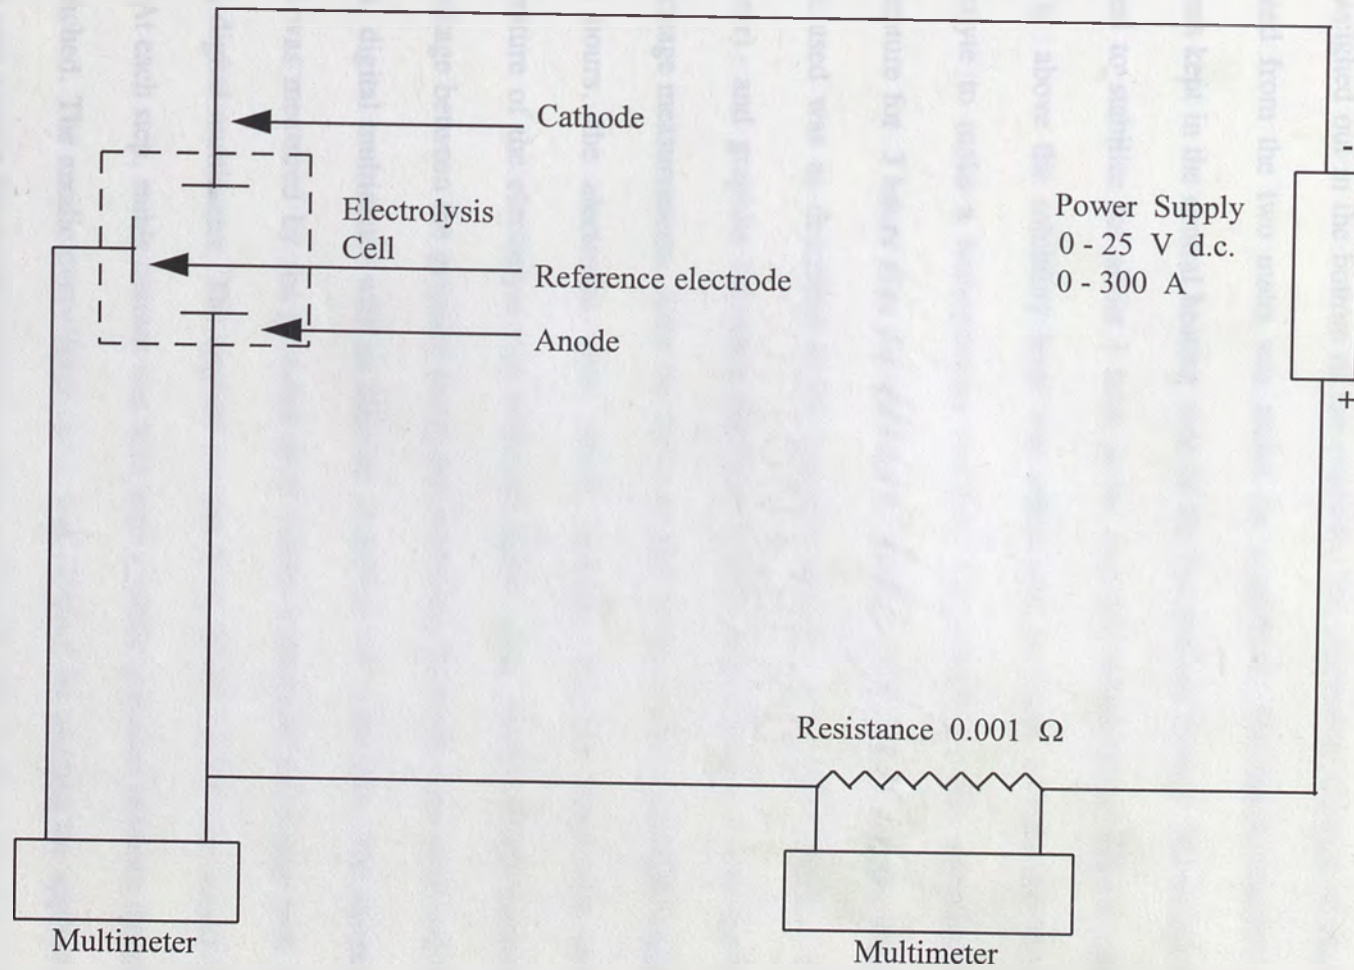 Cathode
Electrolysis
Cell
Reference electrode
Anode
-
Power Supply
0 - 25 V d.c.
0 - 300 A
+
Resistance 0.001 Ω
Multimeter
Multimeter